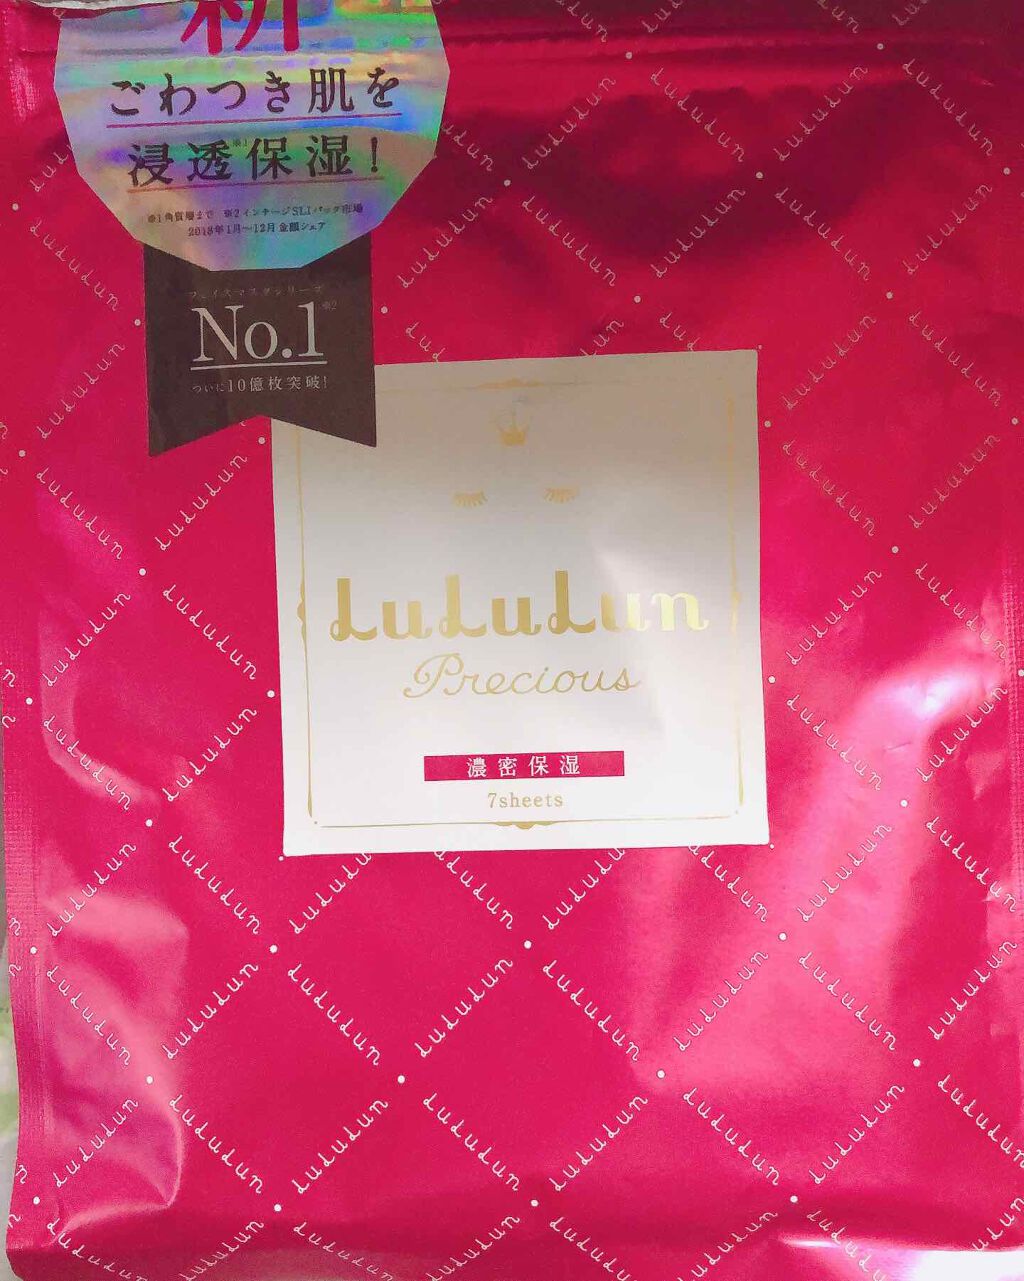 新
ごわつき肌を
浸透※1保湿!
※1角質層まで ※2インテージSLIパック市場
2018年1月~12月 金額シェア
フェイスマスクシリーズ
No.1※2
ついに10億枚突破!
LuLuLun
Precious
濃密保湿
7sheets